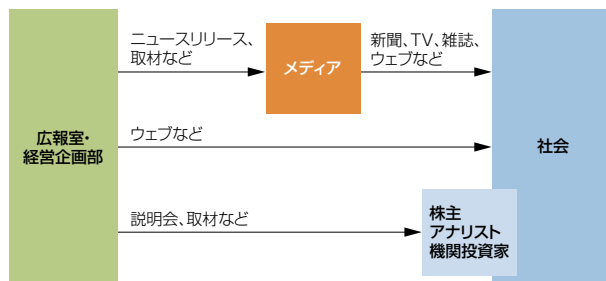 ニュースリリース、
取材など
メディア
新聞、TV、雑誌、
ウェブなど
広報室・
経営企画部
ウェブなど
社会
説明会、取材など
株主
アナリスト
機関投資家